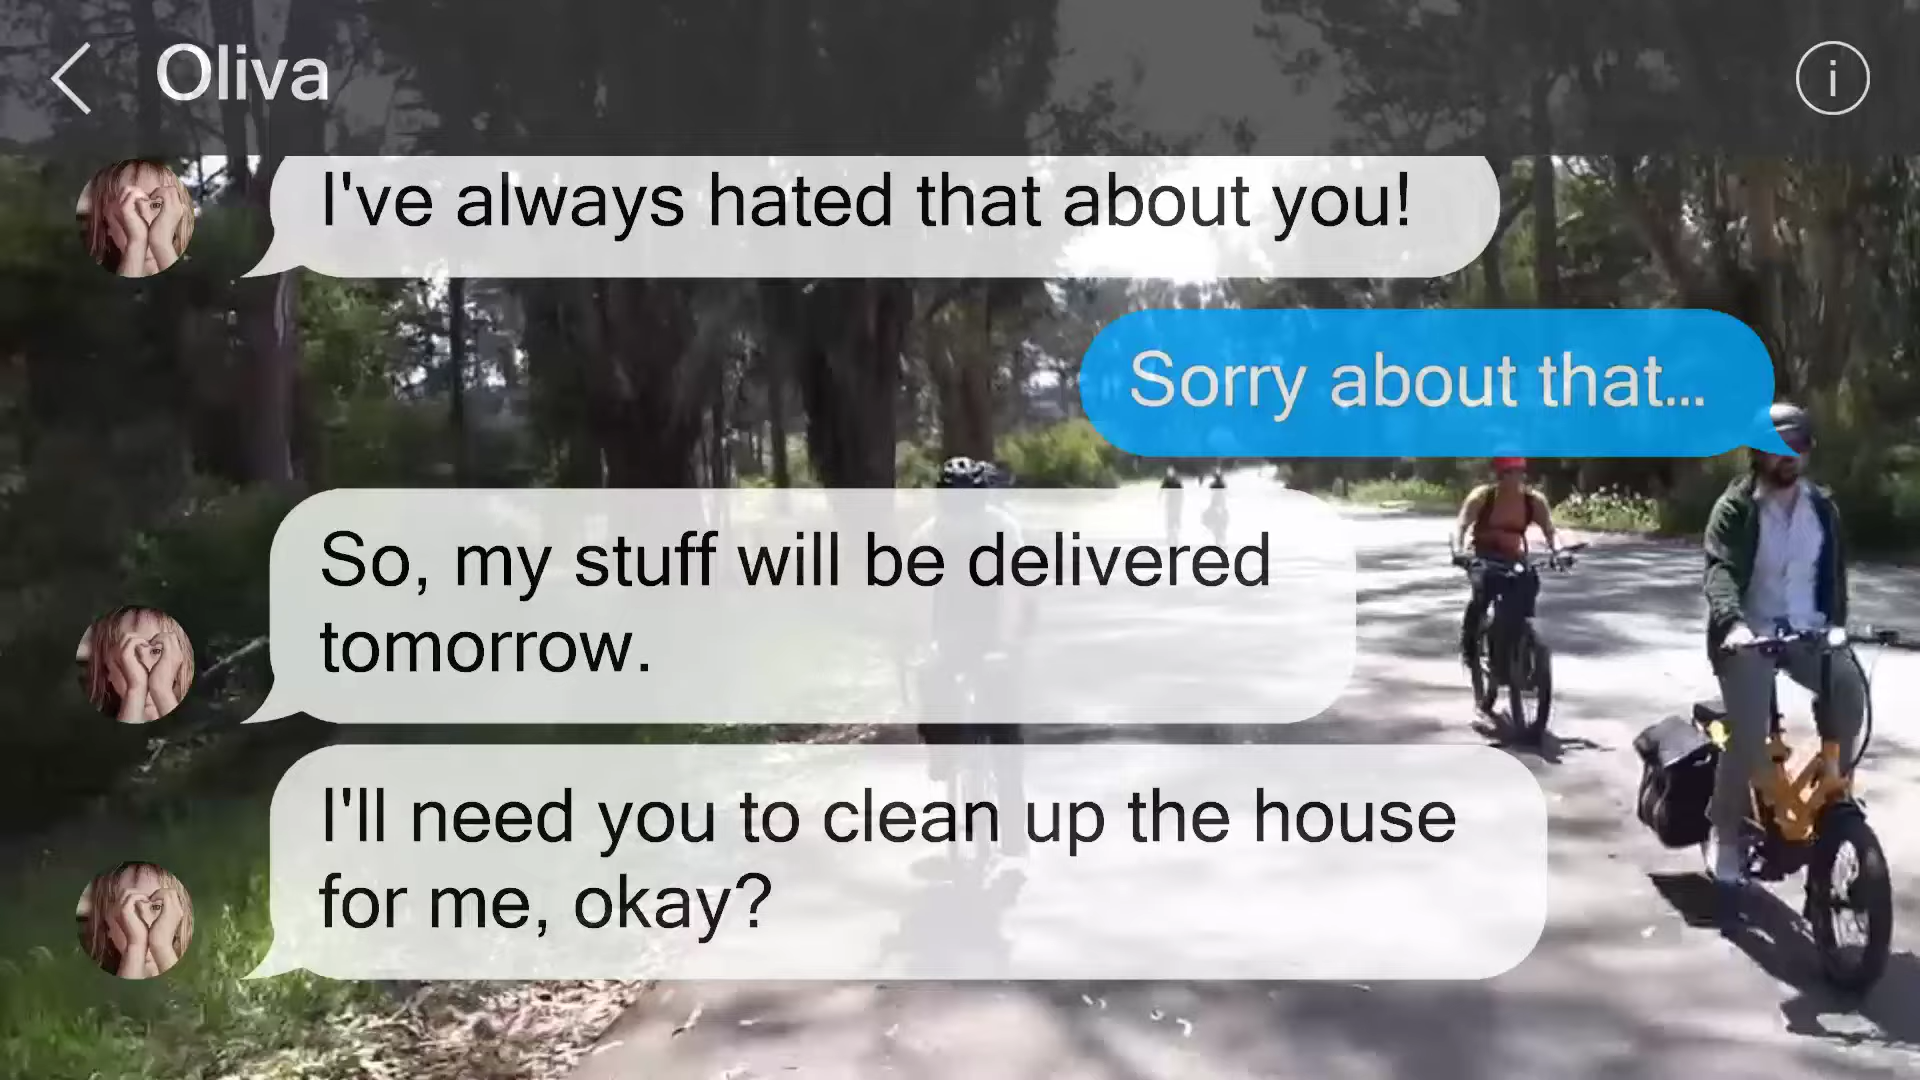 Oliva
I've always hated that about you!
Sorry about that...
So, my stuff will be delivered
tomorrow.
I'll need you to clean up the house
for me, okay?